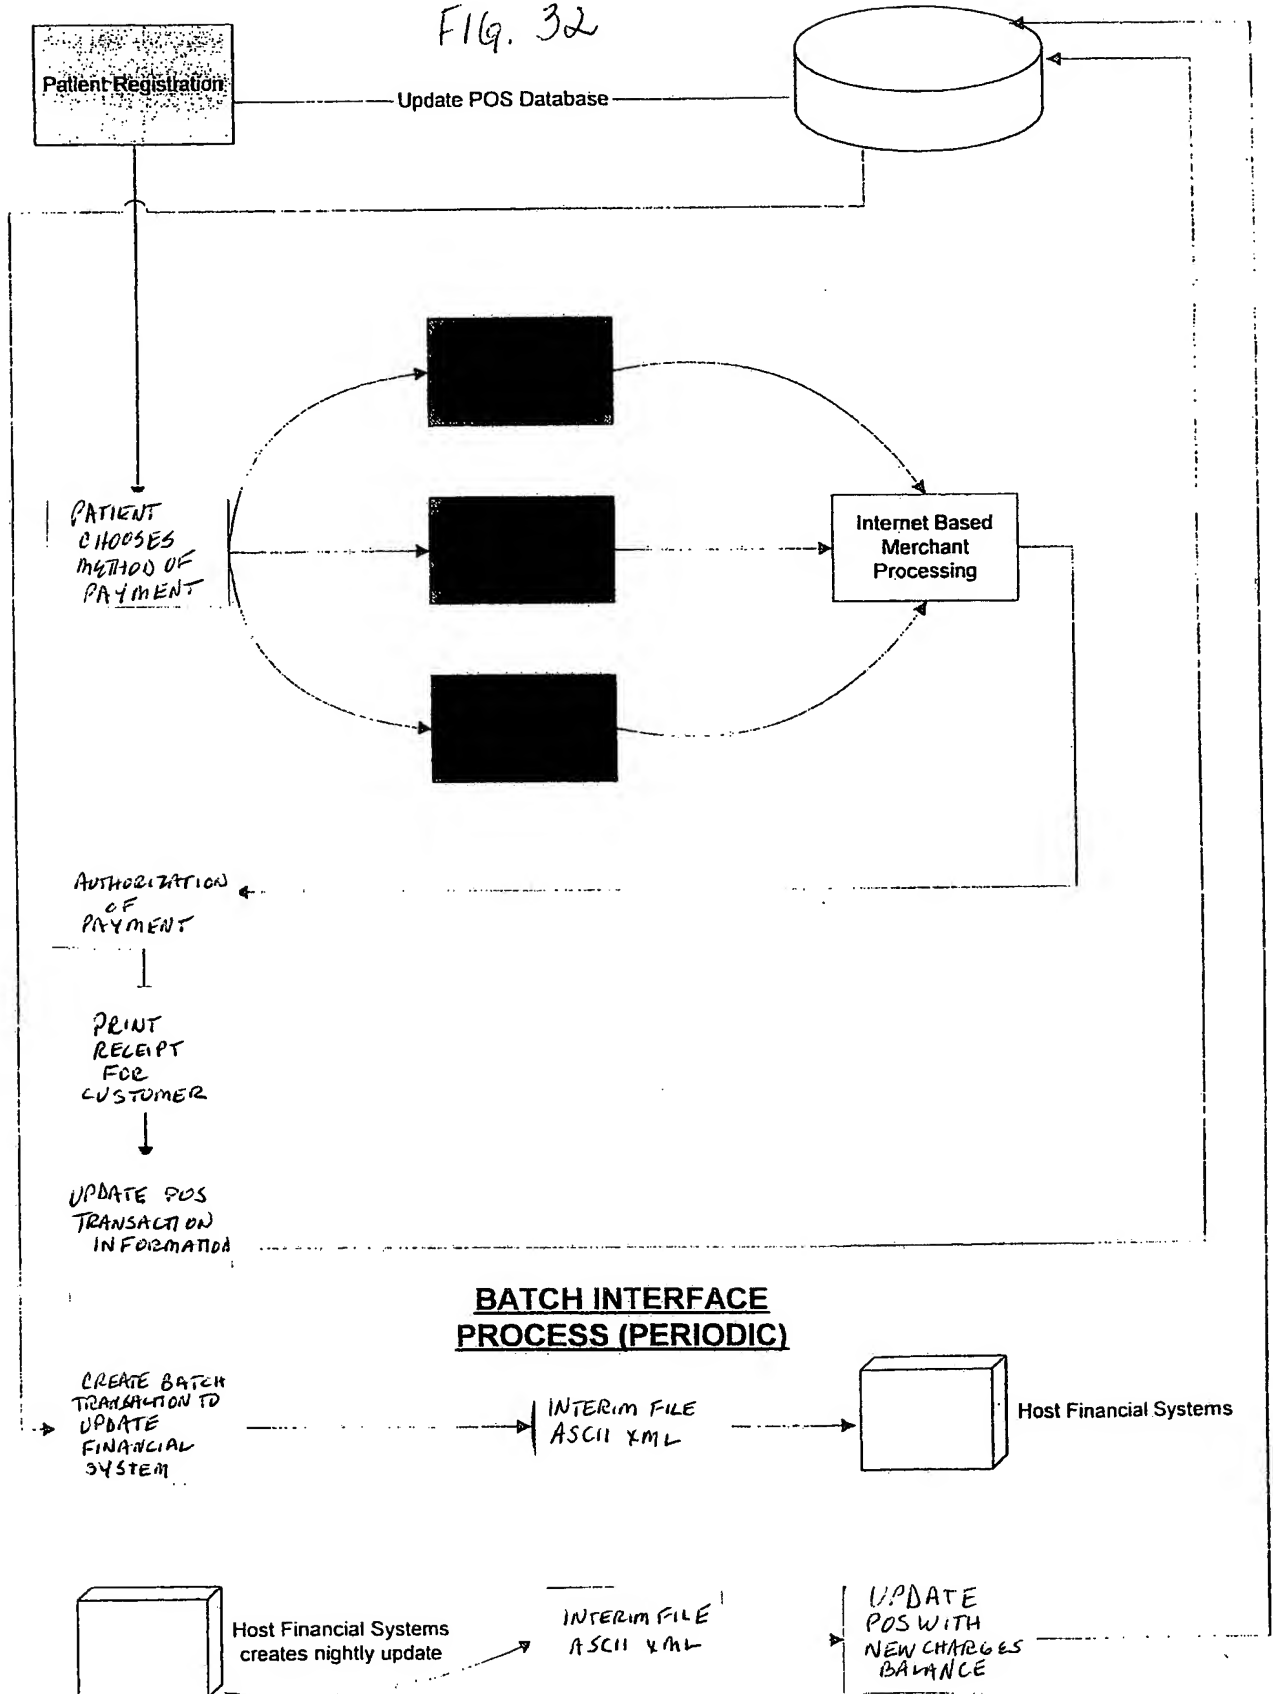 FIG. 32
Patient Registration
Update POS Database
PATIENT
CHOOSES
METHOD OF
PAYMENT
Internet Based
Merchant
Processing
AUTHORIZATION
OF
PAYMENT
PRINT
RECEIPT
FOR
CUSTOMER
UPDATE POS
TRANSACTION
INFORMATION
BATCH INTERFACE
PROCESS (PERIODIC)
CREATE BATCH
TRANSACTION TO
UPDATE
FINANCIAL
SYSTEM
INTERIM FILE
ASCII XML
Host Financial Systems
Host Financial Systems
creates nightly update
INTERIM FILE
ASCII XML
UPDATE
POS WITH
NEW CHARGES
BALANCE